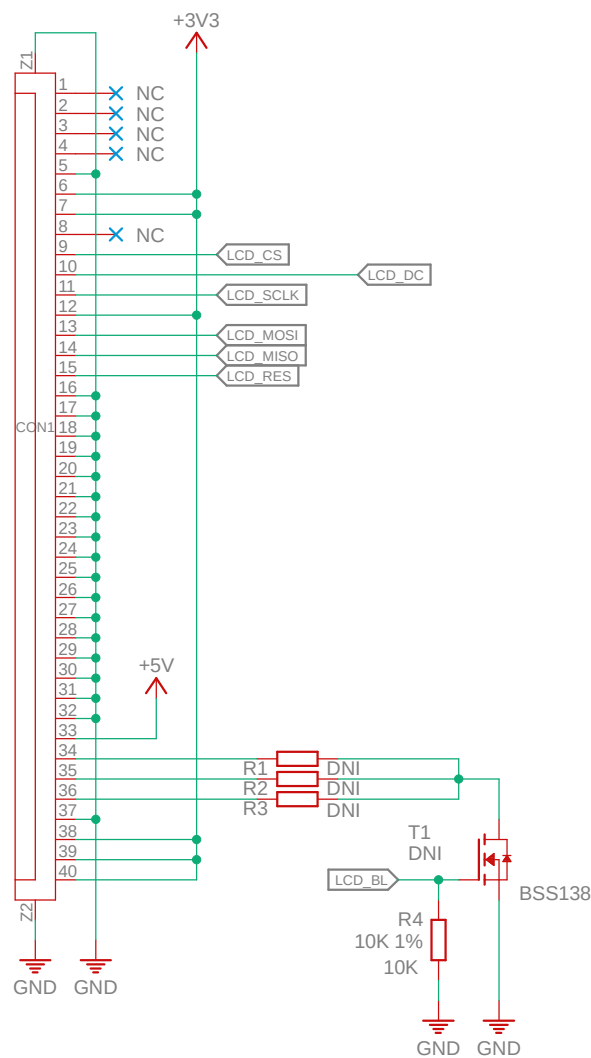 +3V3
Z1
1 NC
2 NC
3 NC
4 NC
5
6
7
8 NC
9 LCD_CS
10 LCD_DC
11 LCD_SCLK
12
13 LCD_MOSI
14 LCD_MISO
15 LCD_RES
16
17
CON1 18
19
20
21
22
23
24
25
26
27
28
29
30
31
32
+5V
33
34
R1 DNI
35
R2 DNI
36
R3 DNI
37
38
39
40
T1
DNI
LCD_BL
BSS138
Z2
R4
10K 1%
10K
GND GND
GND GND